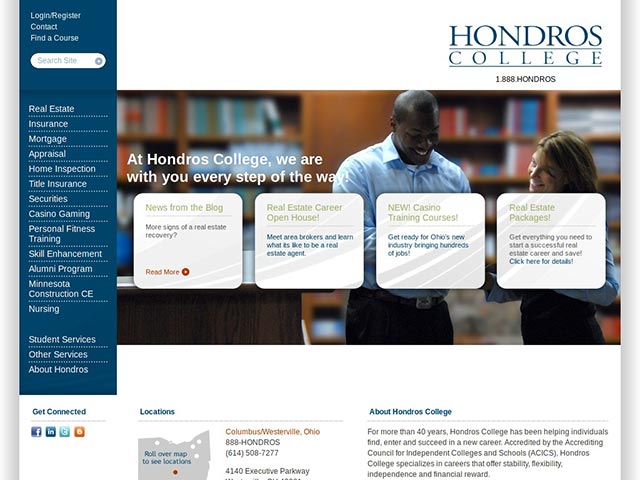 Login/Register
Contact
Find a Course
Search Site
HONDROS
COLLEGE
1.888.HONDROS
Real Estate
Insurance
Mortgage
Appraisal
Home Inspection
Title Insurance
Securities
Casino Gaming
Personal Fitness
Training
Skill Enhancement
Alumni Program
Minnesota
Construction CE
Nursing
Student Services
Other Services
About Hondros
At Hondros College, we are
with you every step of the way!
News from the Blog
More signs of a real estate
recovery?
Read More
Real Estate Career
Open House!
Meet area brokers and learn
what its like to be a real
estate agent.
NEW! Casino
Training Courses!
Get ready for Ohio's new
industry bringing hundreds
of jobs!
Real Estate
Packages!
Get everything you need to
start a successful real
estate career and save!
Click here for details!
Get Connected
Locations
Roll over map
to see locations
Columbus/Westerville, Ohio
888-HONDROS
(614) 508-7277
4140 Executive Parkway
About Hondros College
For more than 40 years, Hondros College has been helping individuals
find, enter and succeed in a new career. Accredited by the Accrediting
Council for Independent Colleges and Schools (ACICS), Hondros
College specializes in careers that offer stability, flexibility,
independence and financial reward.